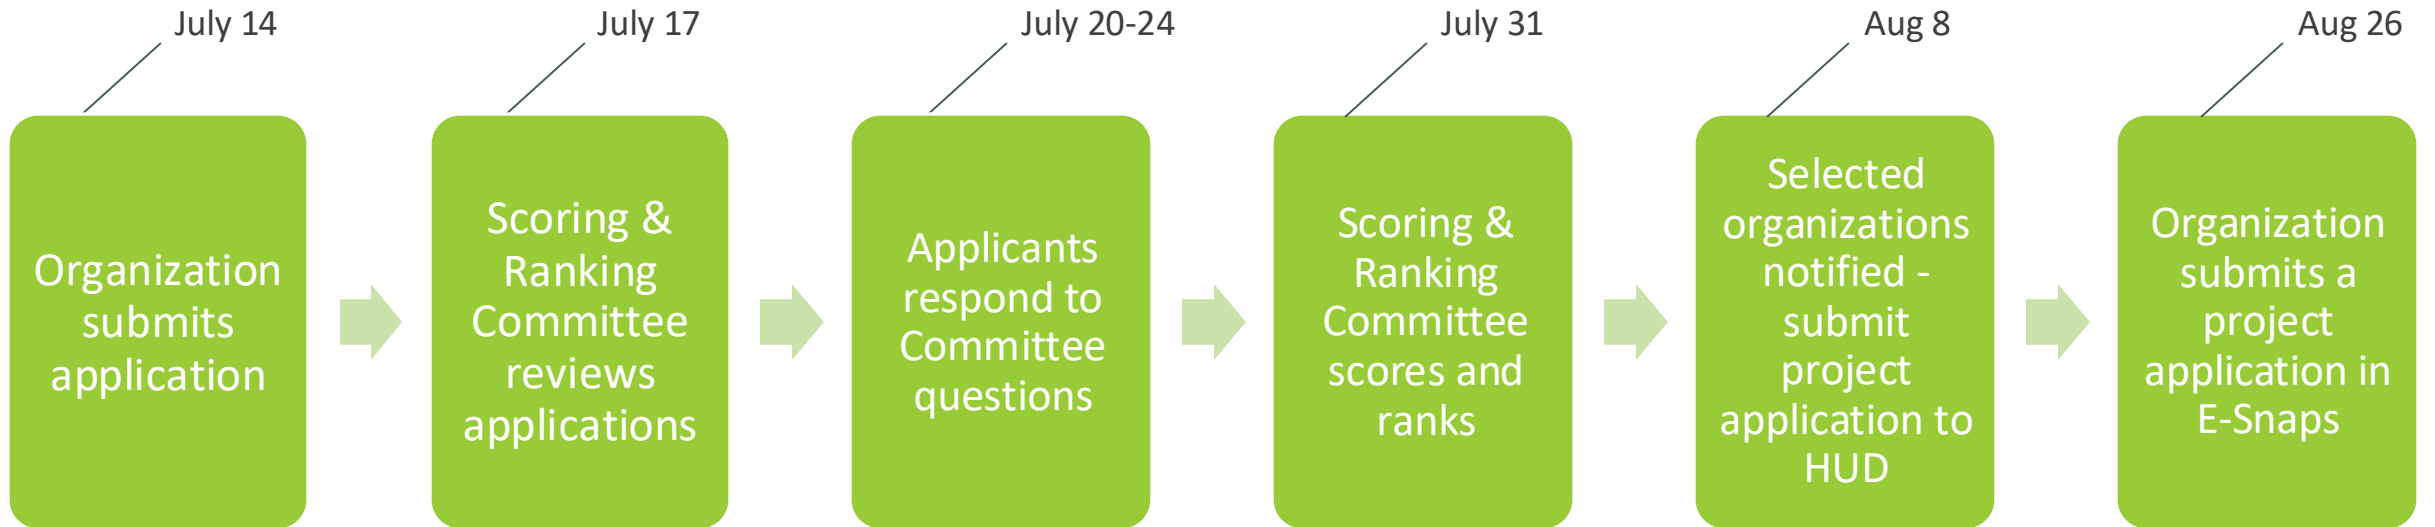 July 14
Organization
submits
application
July 17
Scoring &
Ranking
Committee
reviews
applications
July 20-24
Applicants
respond to
Committee
questions
July 31
Scoring &
Ranking
Committee
scores and
ranks
Aug 8
Selected
organizations
notified -
submit
project
application to
HUD
Aug 26
Organization
submits a
project
application in
E-Snaps